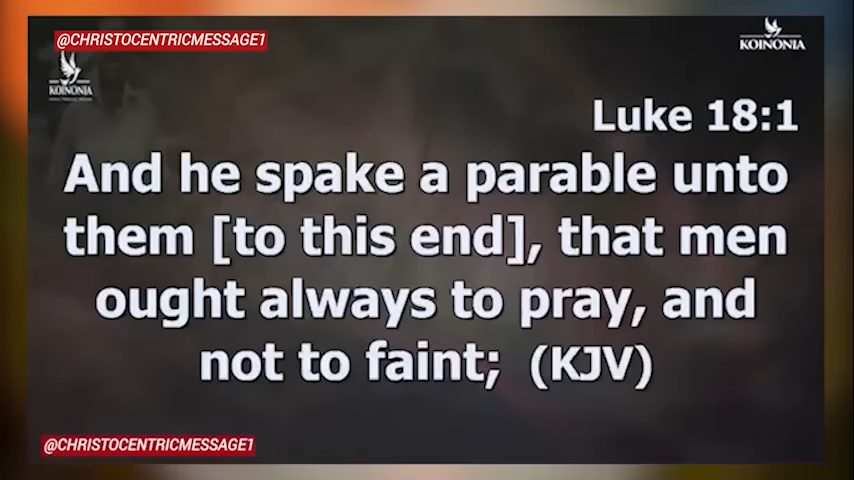 @CHRISTOCENTRICMESSAGE1
KOINONIA
KOINONIA
Luke 18:1
And he spake a parable unto
them [to this end], that men
ought always to pray, and
not to faint; (KJV)
@CHRISTOCENTRICMESSAGE1